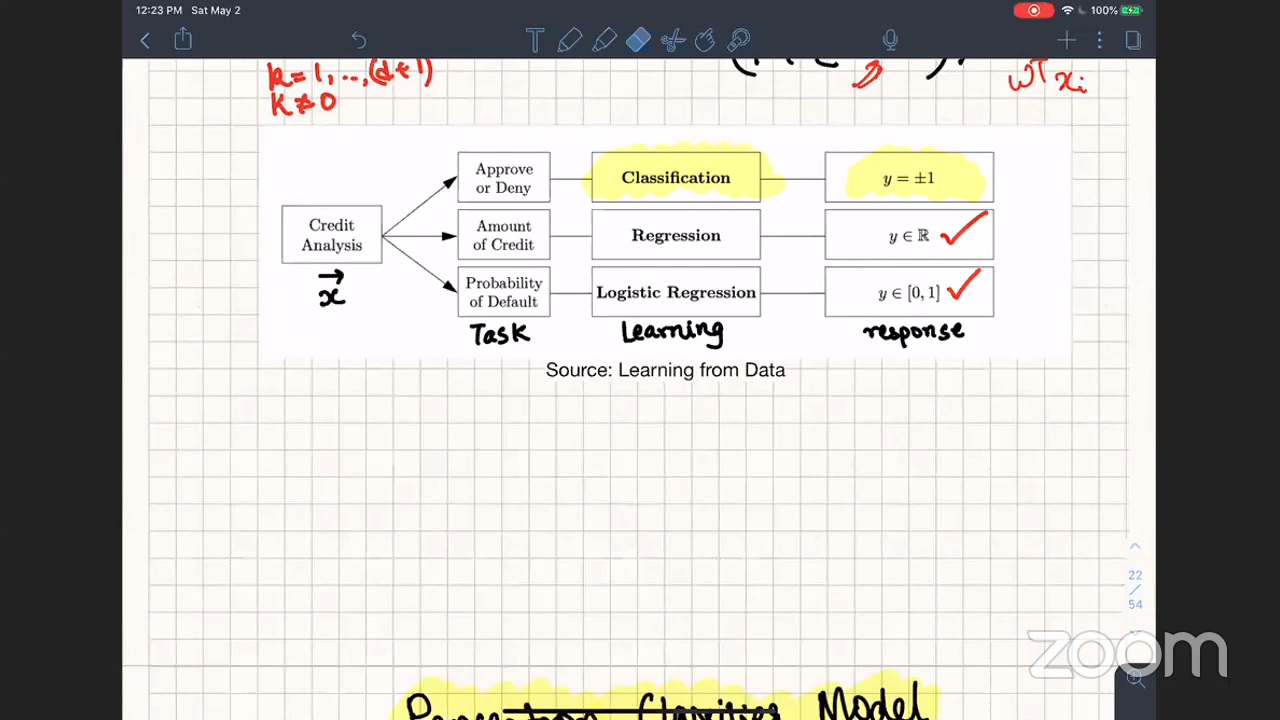 12:23 PM Sat May 2
100%
k=1, ..,(d+1)
k≠0
wᵀxᵢ
Approve
or Deny
Classification
y = ±1
Credit
Analysis
Amount
of Credit
Regression
y ∈ ℝ
x
Probability
of Default
Logistic Regression
y ∈ [0, 1]
Task
Learning
response
Source: Learning from Data
22
/
54
zoom
Model